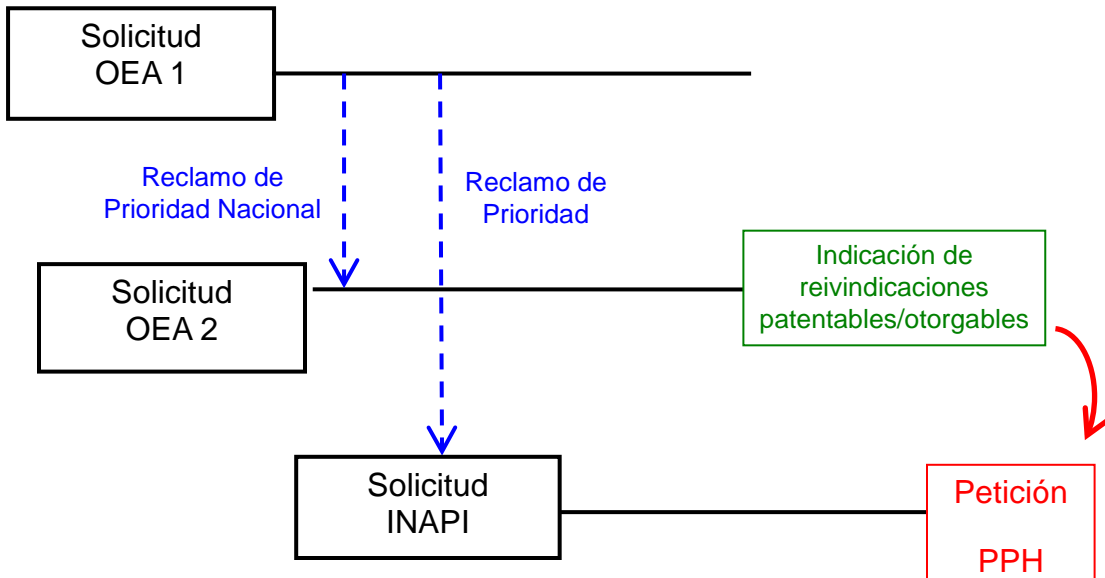 Solicitud
OEA 1
Reclamo de
Prioridad Nacional
Reclamo de
Prioridad
Solicitud
OEA 2
Indicación de
reivindicaciones
patentables/otorgables
Solicitud
INAPI
Petición
PPH